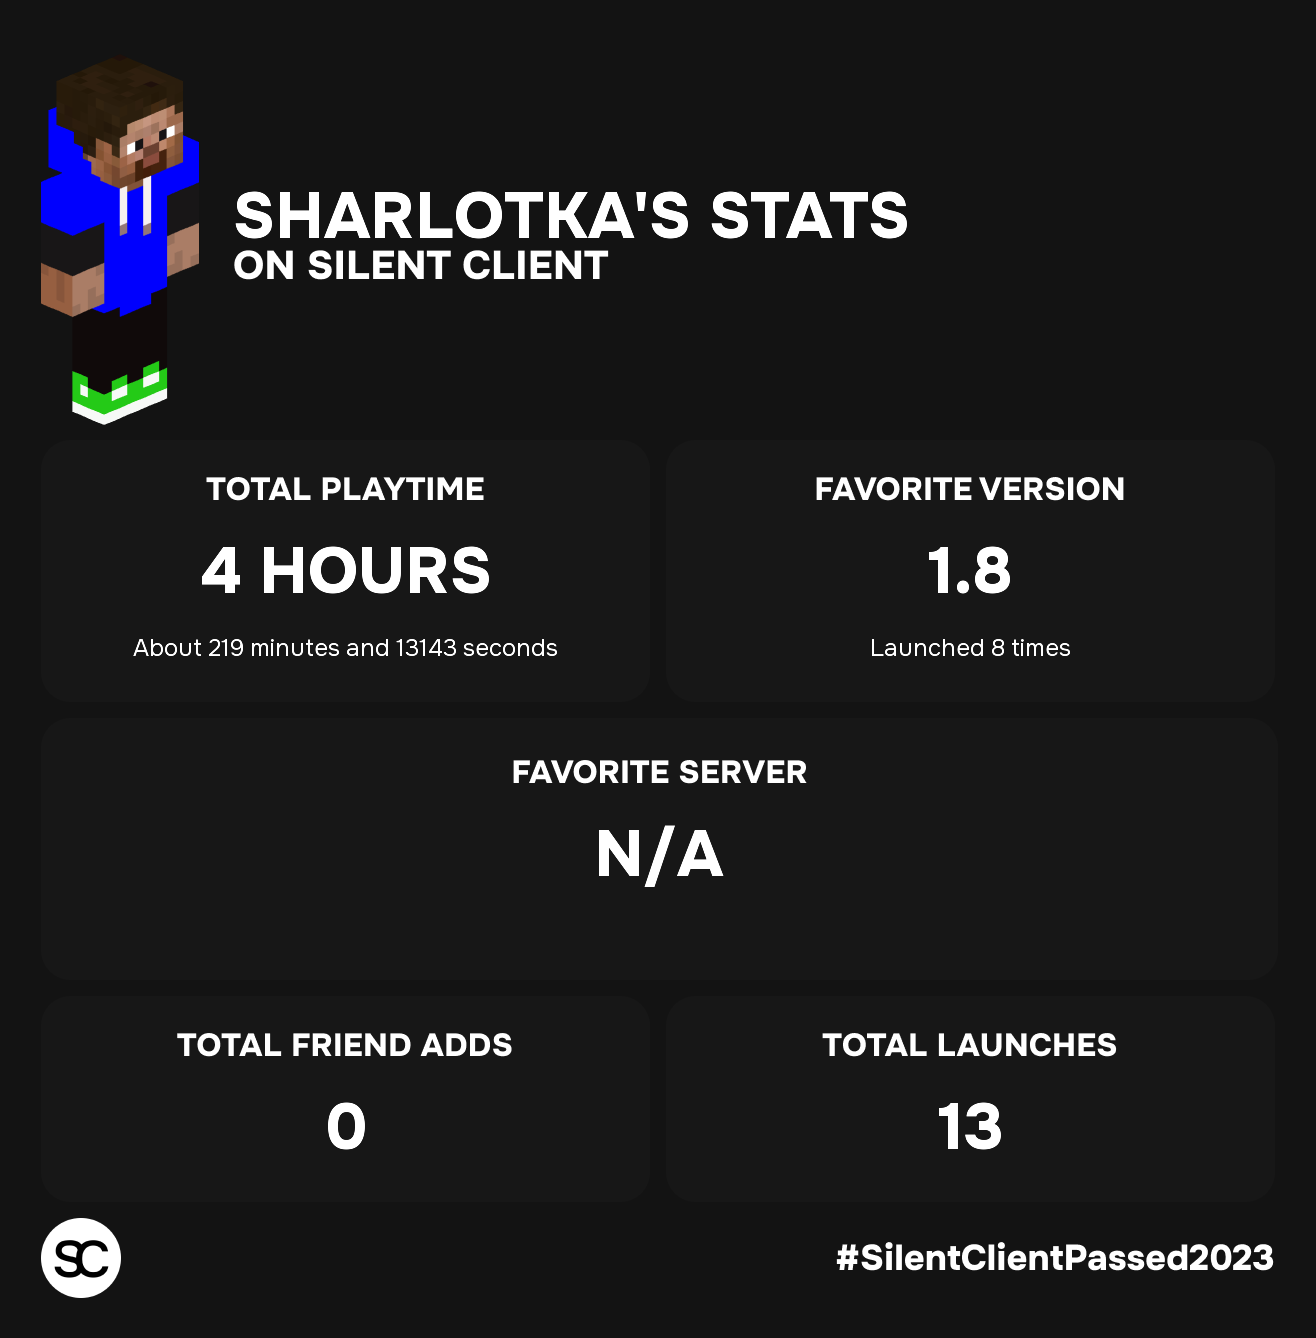 SHARLOTKA'S STATS
ON SILENT CLIENT
TOTAL PLAYTIME
4 HOURS
About 219 minutes and 13143 seconds
FAVORITE VERSION
1.8
Launched 8 times
FAVORITE SERVER
N/A
TOTAL FRIEND ADDS
0
TOTAL LAUNCHES
13
SC
#SilentClientPassed2023